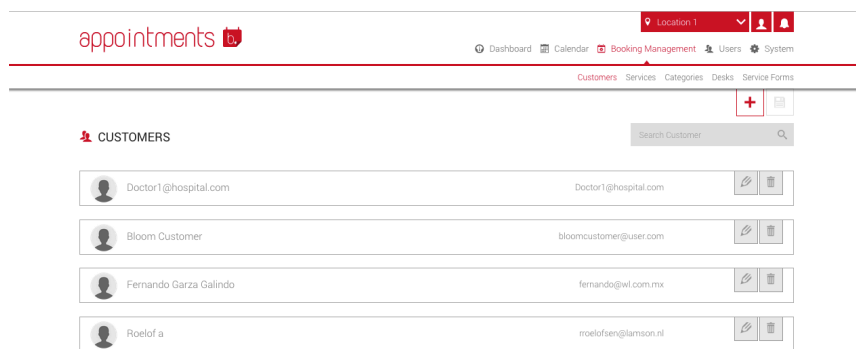 Location 1
appointments b.
Dashboard Calendar Booking Management Users System
Customers Services Categories Desks Service Forms
CUSTOMERS
Search Customer
Doctor1@hospital.com Doctor1@hospital.com
Bloom Customer bloomcustomer@user.com
Fernando Garza Galindo fernando@wl.com.mx
Roelof a rroelofsen@lamson.nl